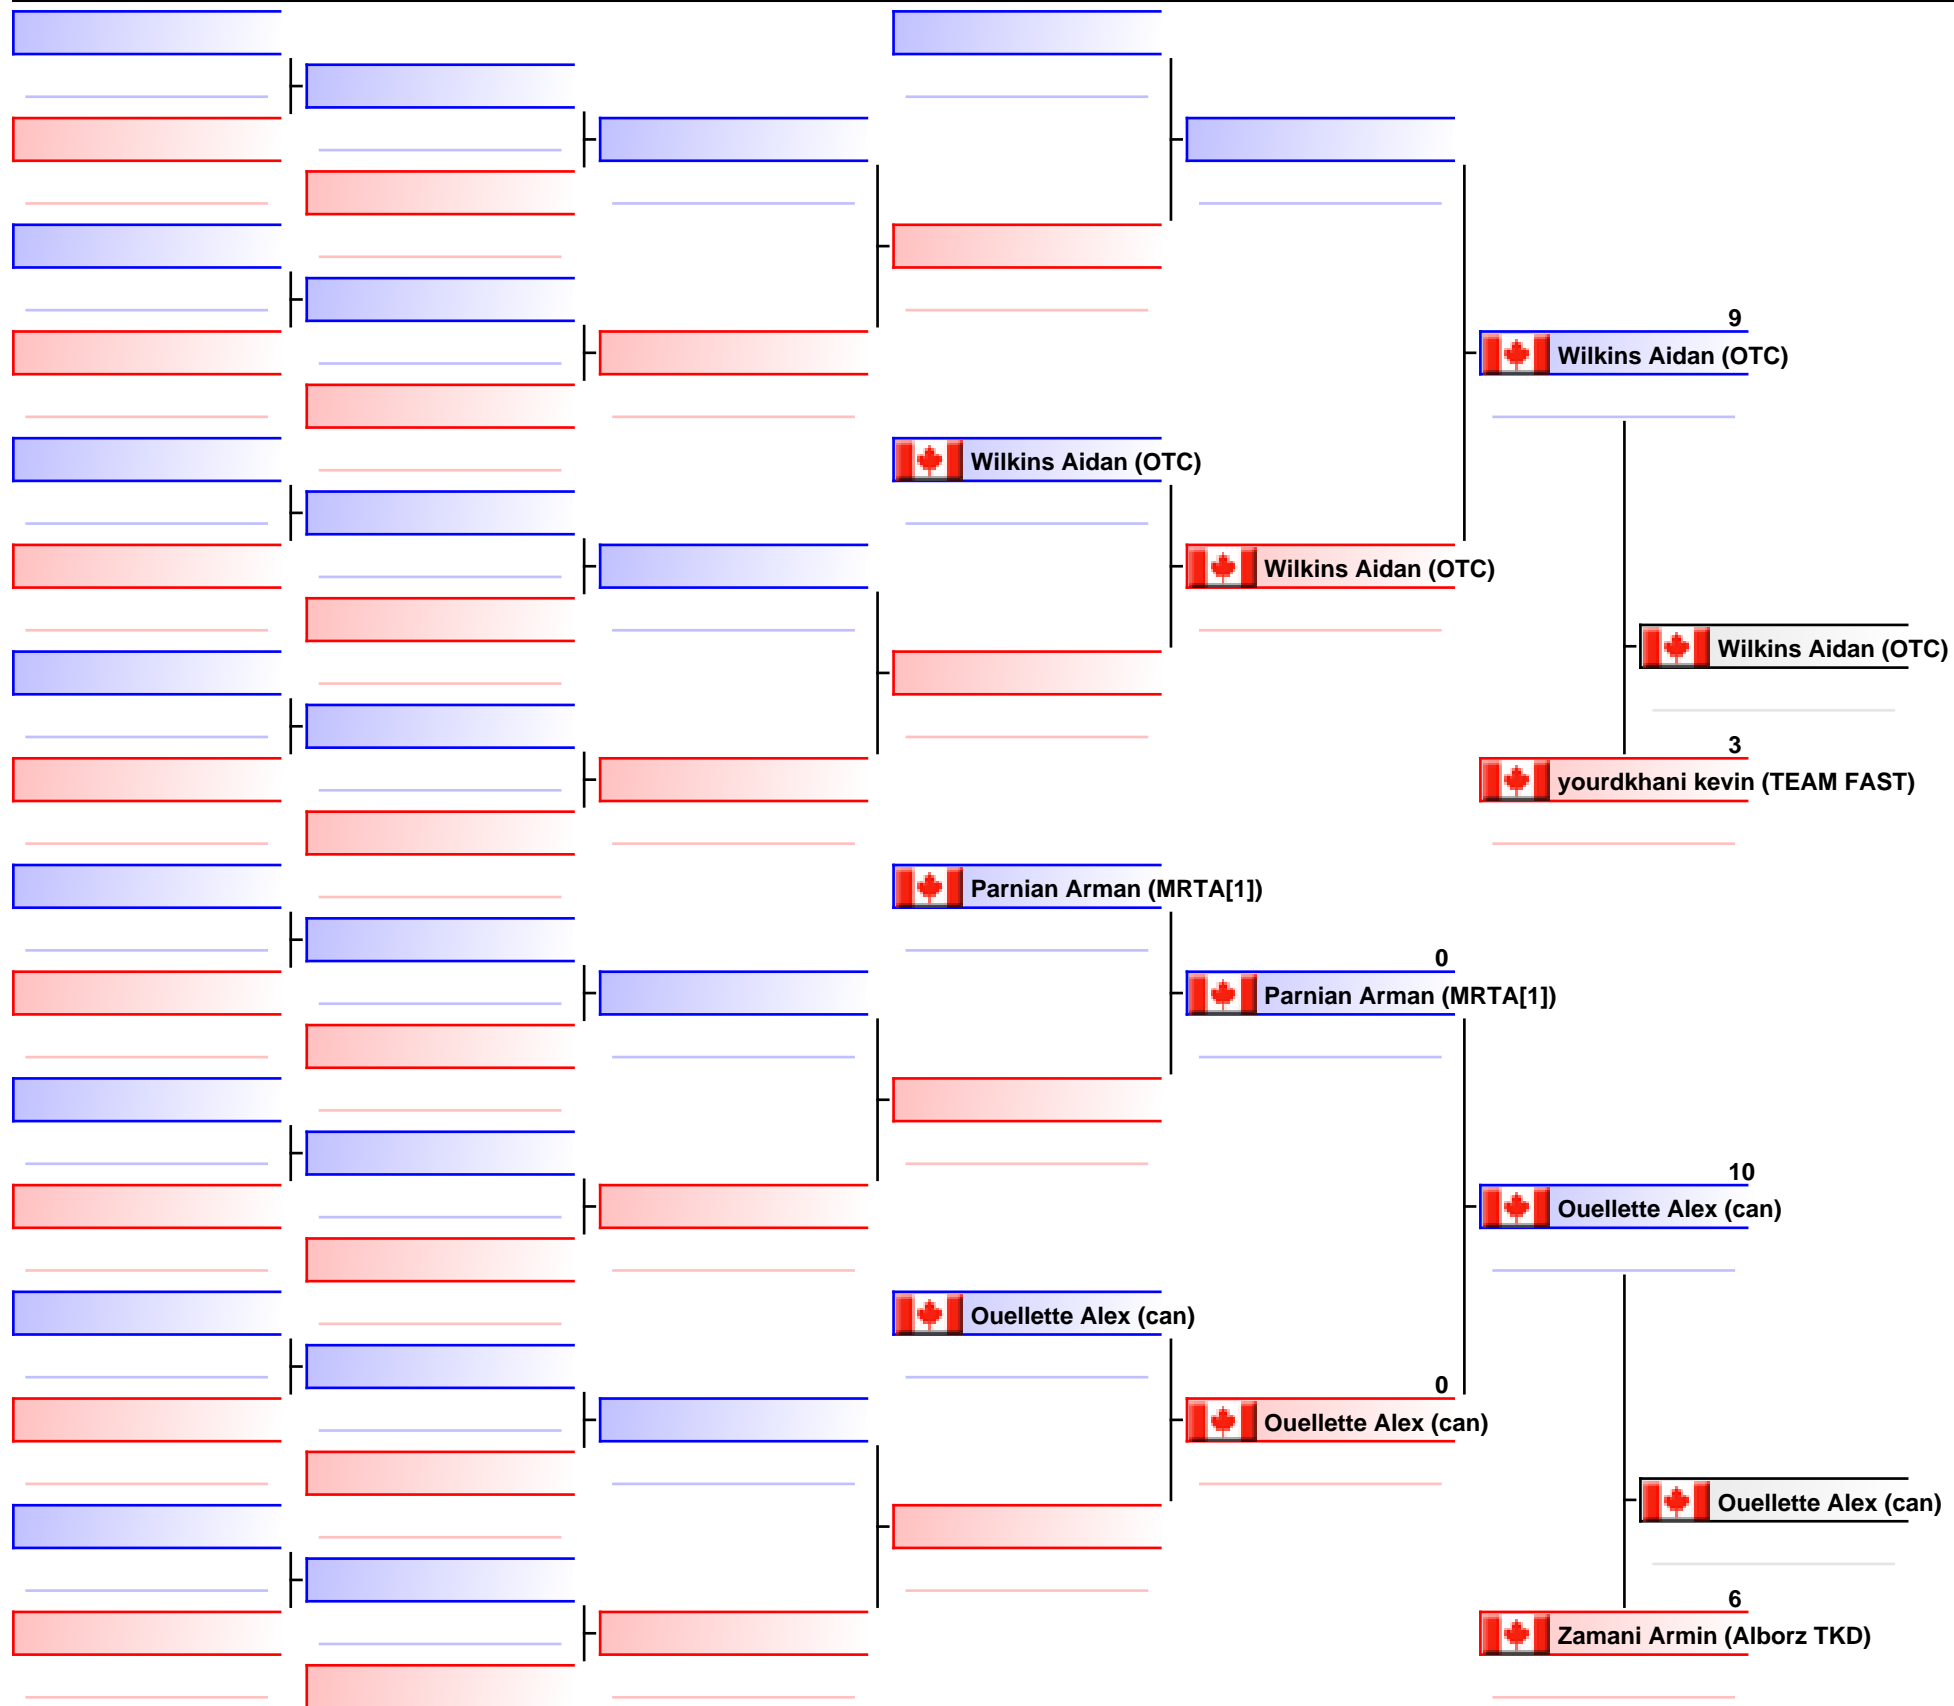 9
Wilkins Aidan (OTC)
Wilkins Aidan (OTC)
Wilkins Aidan (OTC)
Wilkins Aidan (OTC)
3
yourdkhani kevin (TEAM FAST)
Parnian Arman (MRTA[1])
0
Parnian Arman (MRTA[1])
10
Ouellette Alex (can)
Ouellette Alex (can)
0
Ouellette Alex (can)
Ouellette Alex (can)
6
Zamani Armin (Alborz TKD)